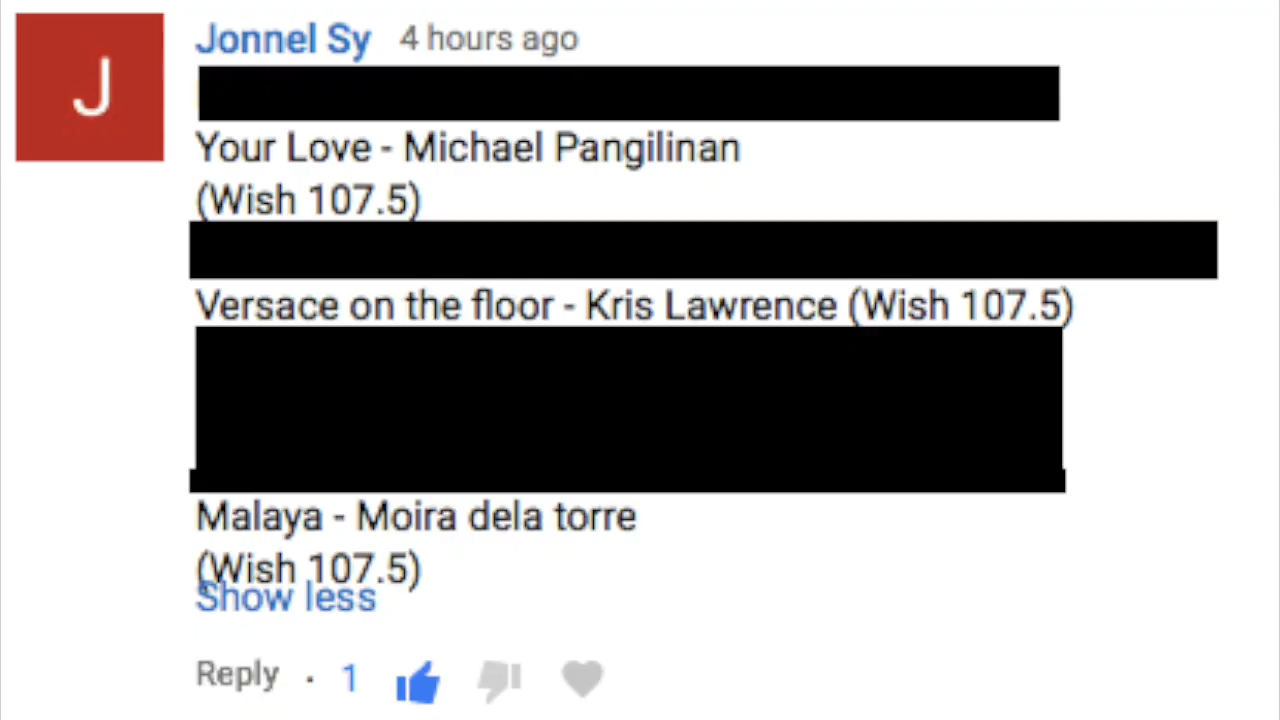 J
Jonnel Sy 4 hours ago
Your Love - Michael Pangilinan
(Wish 107.5)
Versace on the floor - Kris Lawrence (Wish 107.5)
Malaya - Moira dela torre
(Wish 107.5)
Show less
Reply · 1